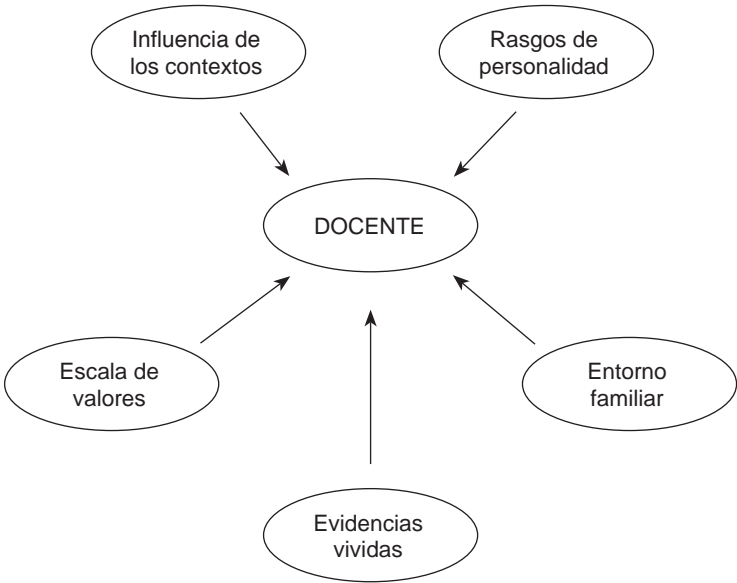 Influencia de
los contextos
Rasgos de
personalidad
DOCENTE
Escala de
valores
Entorno
familiar
Evidencias
vividas